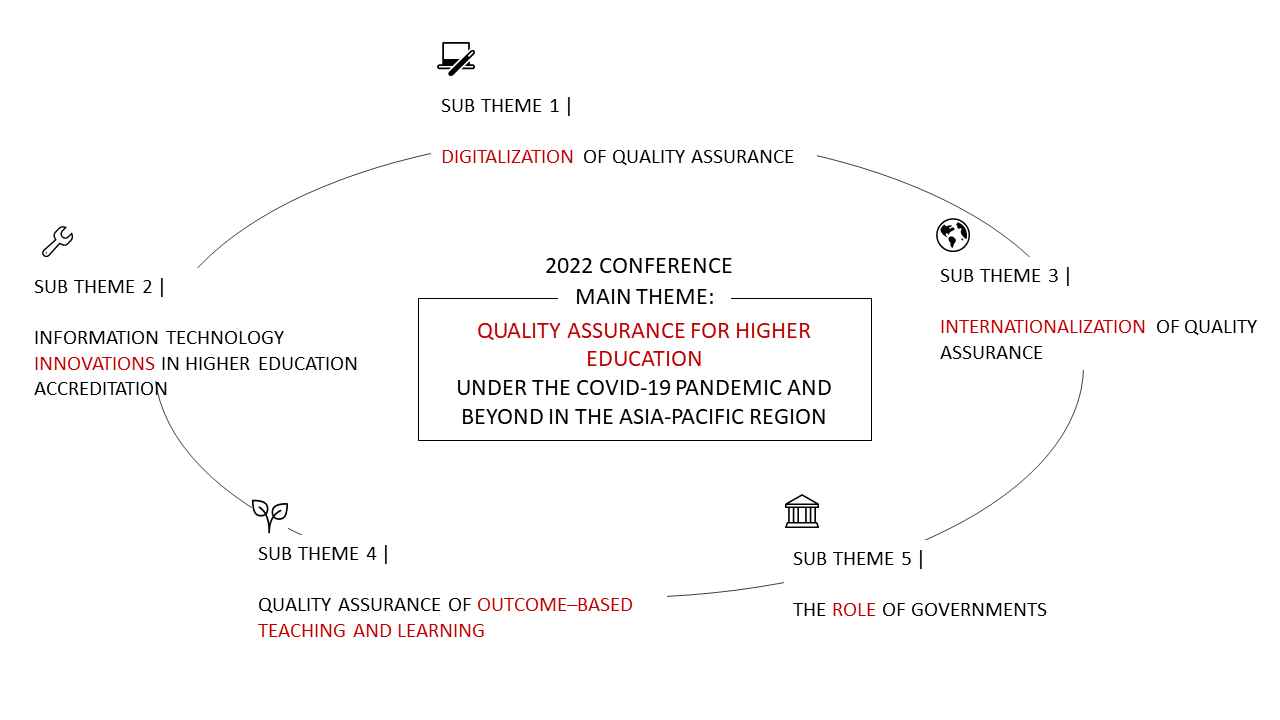 SUB THEME 1 |
DIGITALIZATION OF QUALITY ASSURANCE
SUB THEME 2 |
INFORMATION TECHNOLOGY
INNOVATIONS IN HIGHER EDUCATION
ACCREDITATION
2022 CONFERENCE
MAIN THEME:
QUALITY ASSURANCE FOR HIGHER
EDUCATION
UNDER THE COVID-19 PANDEMIC AND
BEYOND IN THE ASIA-PACIFIC REGION
SUB THEME 3 |
INTERNATIONALIZATION OF QUALITY
ASSURANCE
SUB THEME 4 |
QUALITY ASSURANCE OF OUTCOME–BASED
TEACHING AND LEARNING
SUB THEME 5 |
THE ROLE OF GOVERNMENTS